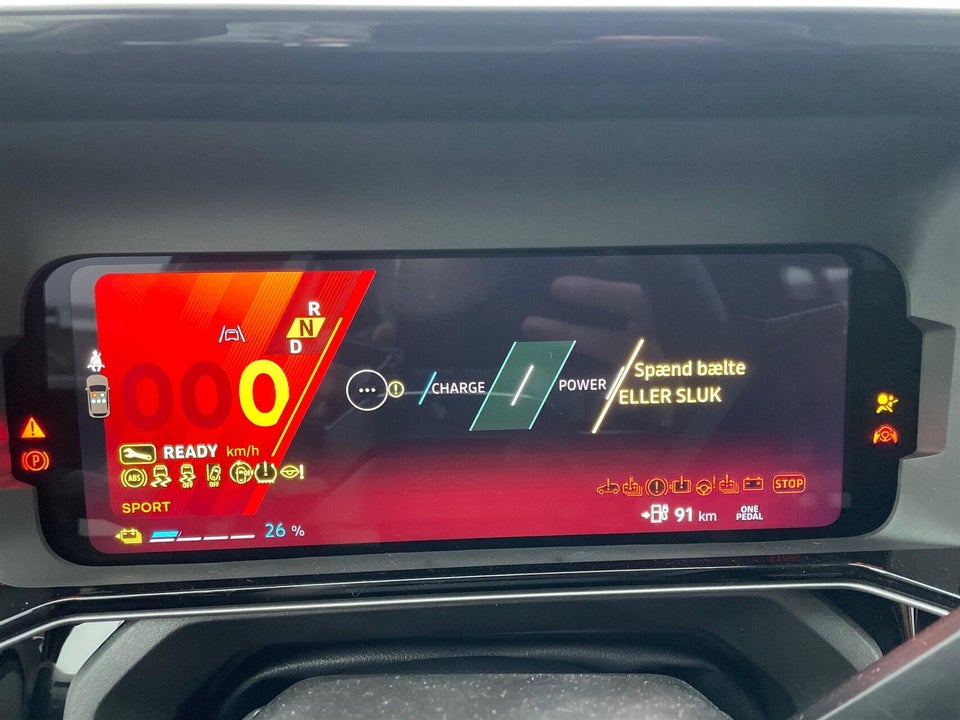 R
N
D
000
READY km/h
ABS OFF OFF OFF
SPORT
26 %
P
CHARGE
POWER
Spænd bælte
ELLER SLUK
STOP
91 km
ONE
PEDAL